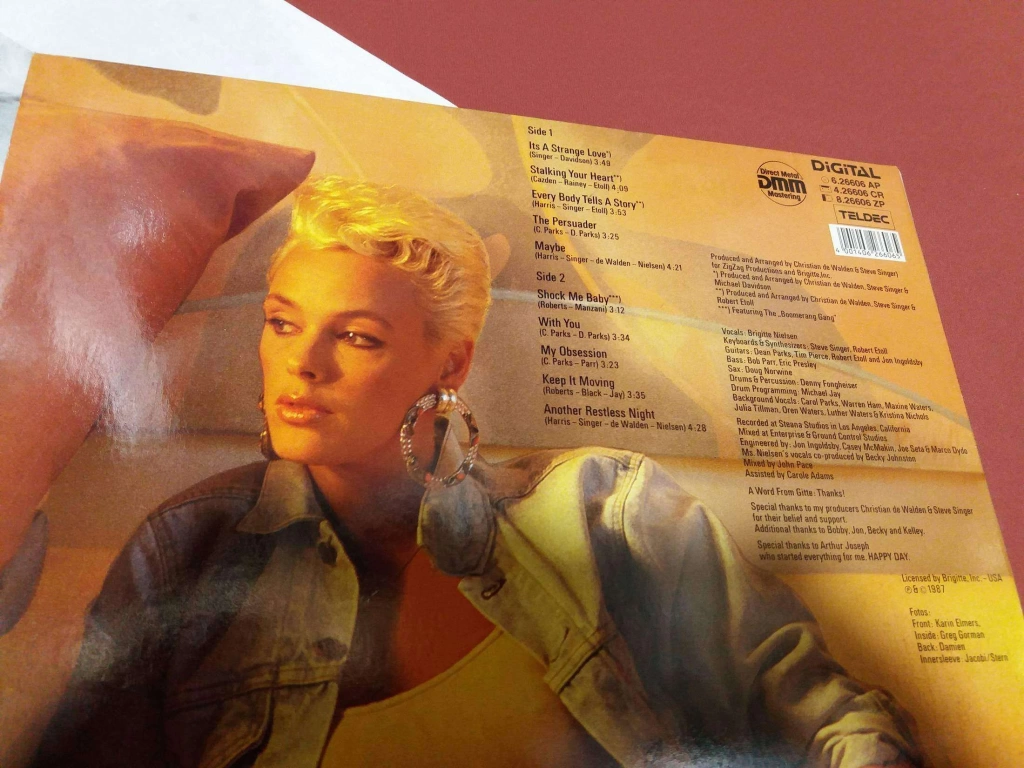 Side 1
Its A Strange Love*)
(Singer – Davidson) 3:49
Stalking Your Heart**)
(Cazden – Rainey – Etoll) 4:09
Every Body Tells A Story**)
(Harris – Singer – Etoll) 3:53
The Persuader
(C. Parks – D. Parks) 3:25
Maybe
(Harris – Singer – de Walden – Nielsen) 4:21
Side 2
Shock Me Baby***)
(Roberts – Manzani) 3:12
With You
(C. Parks – D. Parks) 3:34
My Obsession
(C. Parks – Parr) 3:23
Keep It Moving
(Roberts – Black – Jay) 3:35
Another Restless Night
(Harris – Singer – de Walden – Nielsen) 4:28
Direct Metal
DMM
Mastering
DIGITAL
6.26606 AP
4.26606 CR
8.26606 ZP
TELDEC
4 001406 266065
Produced and Arranged by Christian de Walden & Steve Singer)
for ZigZag Productions and Brigitte, Inc.
*) Produced and Arranged by Christian de Walden, Steve Singer &
Michael Davidson
**) Produced and Arranged by Christian de Walden, Steve Singer &
Robert Etoll
***) Featuring The „Boomerang Gang"
Vocals: Brigitte Nielsen
Keyboards & Synthesizers: Steve Singer, Robert Etoll
Guitars: Dean Parks, Tim Pierce, Robert Etoll and Jon Ingoldsby
Bass: Bob Parr, Eric Presley
Sax: Doug Norwine
Drums & Percussion: Denny Fongheiser
Drum Programming: Michael Jay
Background Vocals: Carol Parks, Warren Ham, Maxine Waters,
Julia Tillman, Oren Waters, Luther Waters & Kristina Nichols
Recorded at Steana Studios in Los Angeles, California
Mixed at Enterprise & Ground Control Studios
Engineered by: Jon Ingoldsby, Casey McMakin, Joe Seta & Marco Dydo
Ms. Nielsen's vocals co-produced by Becky Johnston
Mixed by John Pace
Assisted by Carole Adams
A Word From Gitte: Thanks!
Special thanks to my producers Christian de Walden & Steve Singer
for their belief and support.
Additional thanks to Bobby, Jon, Becky and Kelley.
Special thanks to Arthur Joseph
who started everything for me. HAPPY DAY.
Licensed by Brigitte, Inc. – USA
℗ & © 1987
Fotos:
Front: Karin Elmers,
Inside: Greg Gorman
Back: Damien
Innersleeve: Jacobi/Stern